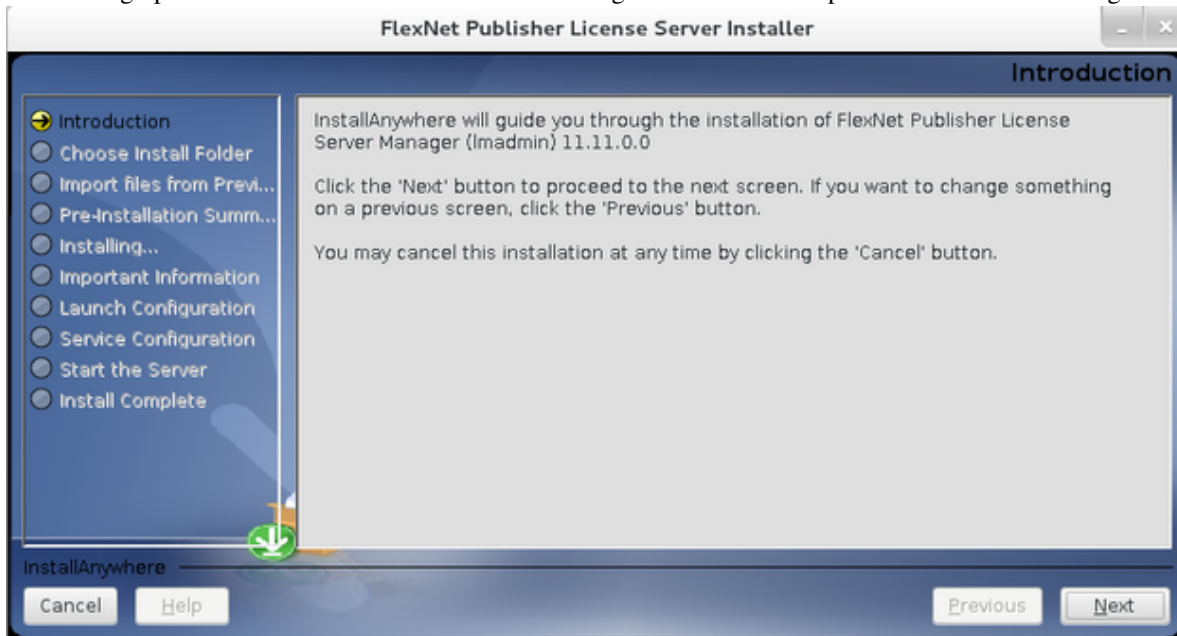 FlexNet Publisher License Server Installer
Introduction
Introduction
Choose Install Folder
Import files from Previ...
Pre-Installation Summ...
Installing...
Important Information
Launch Configuration
Service Configuration
Start the Server
Install Complete
InstallAnywhere will guide you through the installation of FlexNet Publisher License
Server Manager (lmadmin) 11.11.0.0
Click the 'Next' button to proceed to the next screen. If you want to change something
on a previous screen, click the 'Previous' button.
You may cancel this installation at any time by clicking the 'Cancel' button.
InstallAnywhere
Cancel
Help
Previous
Next